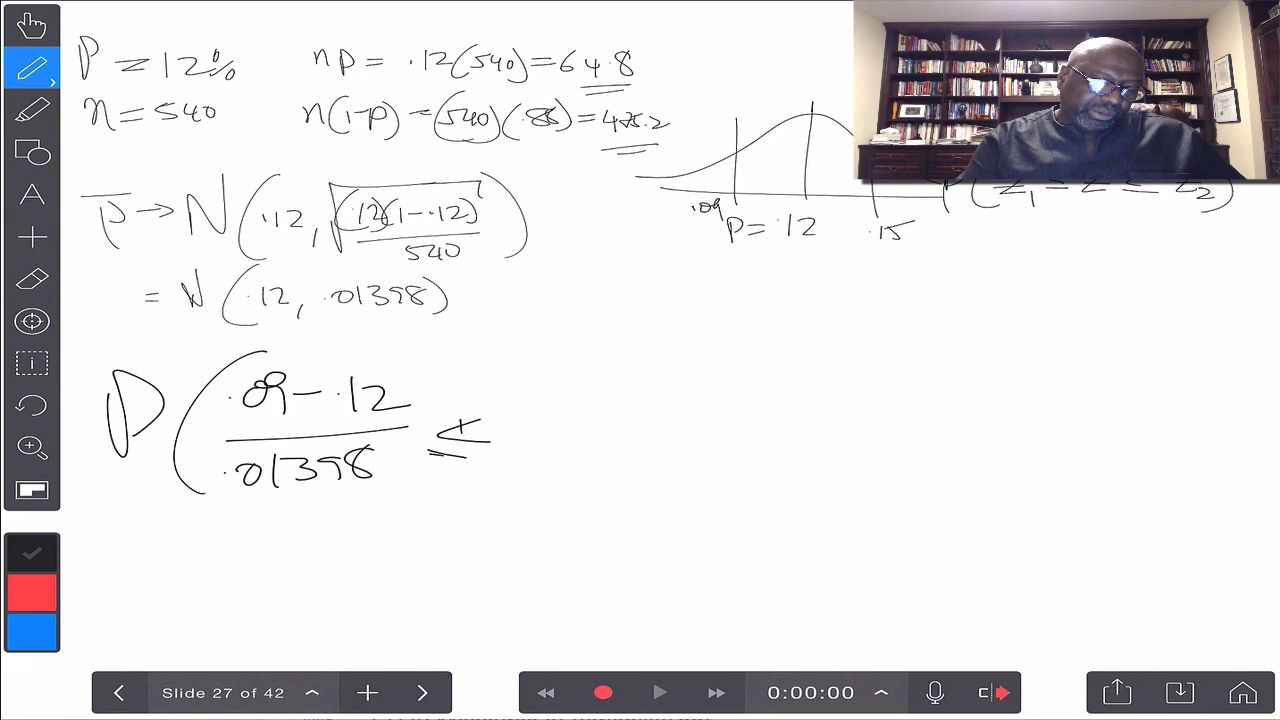 P = 12%
np = .12(540) = 64.8
n = 540
n(1-p) = (540)(.88) = 475.2
p̅ → N(.12, √((.12)(1-.12)/540))
.09
P = .12
.15
P(Z₁ ≤ Z ≤ Z₂)
= N(.12, .01398)
P(.09 - .12 / .01398 ≤
Slide 27 of 42
0:00:00